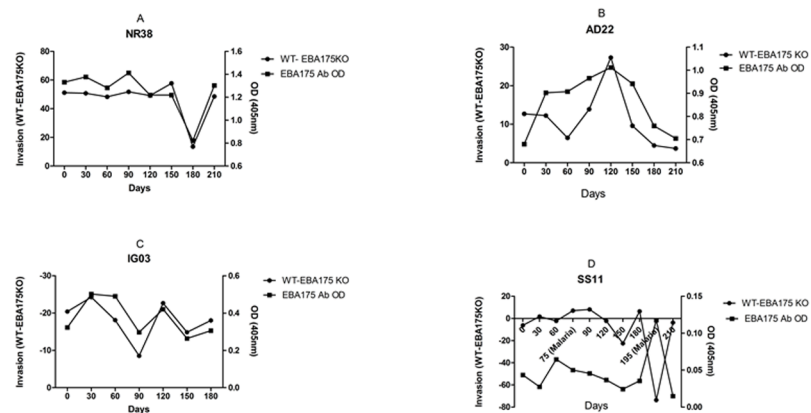 A
NR38
Invasion (WT-EBA175KO)
80
60
40
20
0
0 30 60 90 120 150 180 210
Days
1.6
1.4
1.2
1.0
0.8
0.6
OD (405nm)
WT- EBA175KO
EBA175 Ab OD
B
AD22
Invasion (WT-EBA175KO)
30
20
10
0
0 30 60 90 120 150 180 210
Days
1.1
1.0
0.9
0.8
0.7
0.6
OD (405nm)
WT-EBA175KO
EBA175 Ab OD
C
IG03
Invasion (WT-EBA175KO)
-30
-20
-10
0
0 30 60 90 120 150 180
Days
0.6
0.4
0.2
0.0
OD (405nm)
WT-EBA175 KO
EBA175 Ab OD
D
SS11
Invasion (WT-EBA175KO)
20
0
-20
-40
-60
-80
0 30 60 75 (Malaria) 90 120 150 180 195 (Malaria) 210
Days
0.15
0.10
0.05
0.00
OD (405nm)
WT-EBA175 KO
EBA175 Ab OD